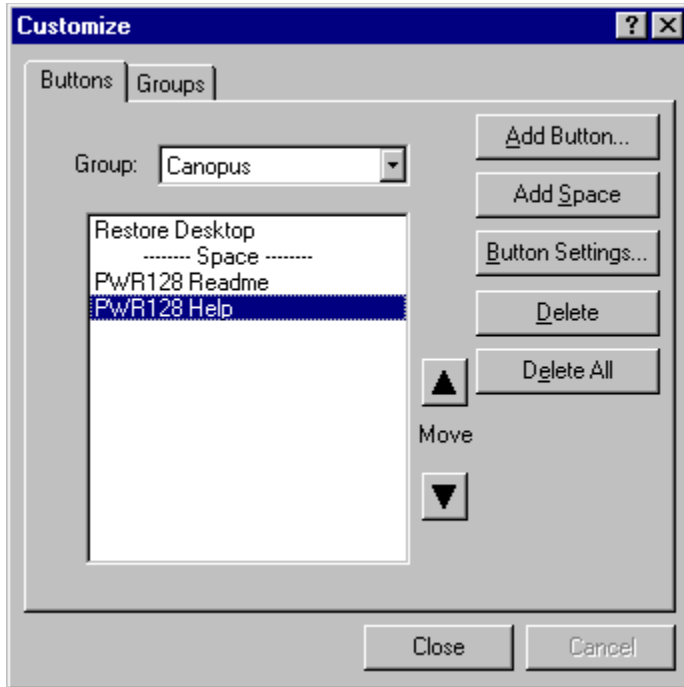 Customize
Buttons Groups
Group: Canopus
Restore Desktop
-------- Space --------
PWR128 Readme
PWR128 Help
Add Button...
Add Space
Button Settings...
Delete
Delete All
Move
Close Cancel